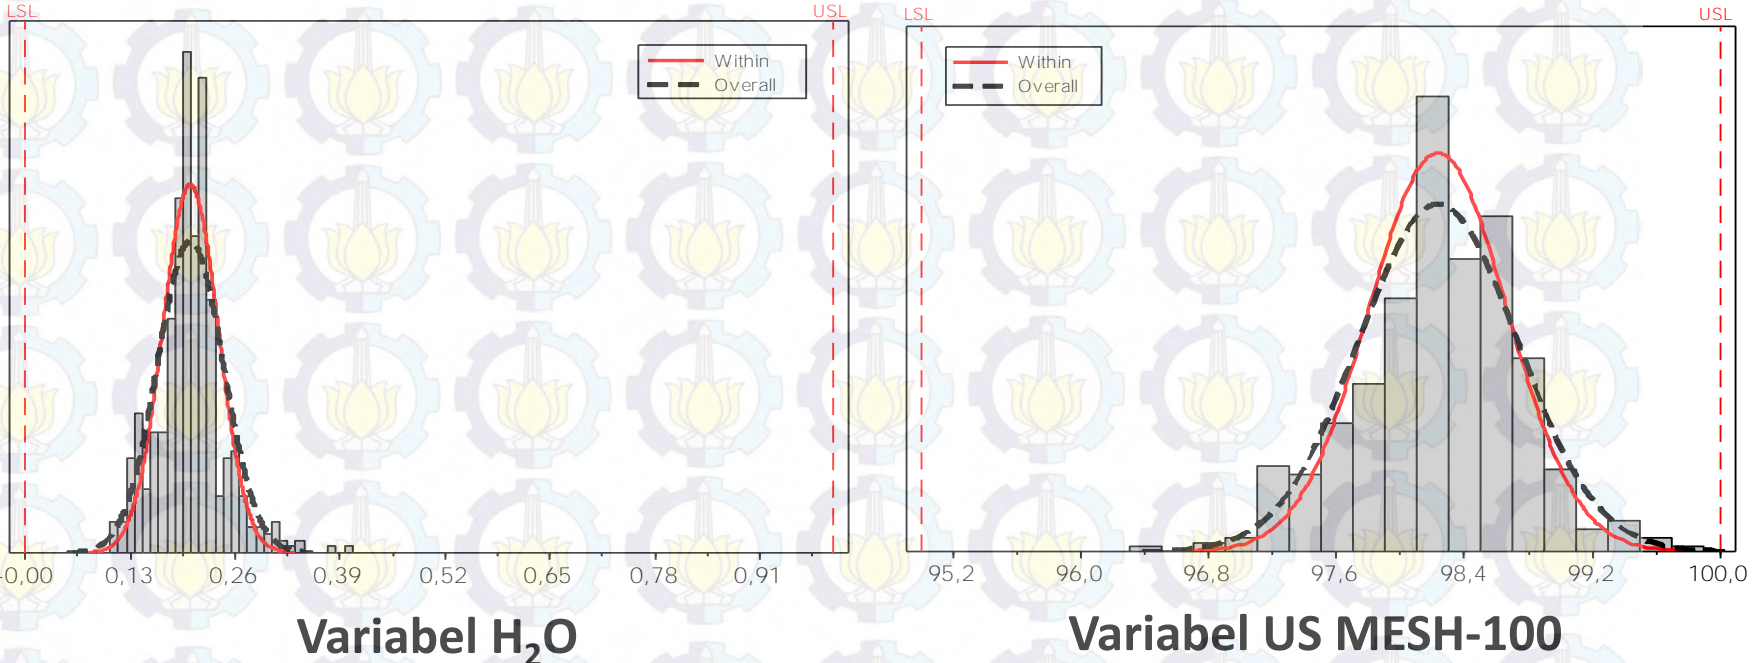 LSL
USL
Within
Overall
-0,00 0,13 0,26 0,39 0,52 0,65 0,78 0,91
Variabel H₂O
LSL
USL
Within
Overall
95,2 96,0 96,8 97,6 98,4 99,2 100,0
Variabel US MESH-100